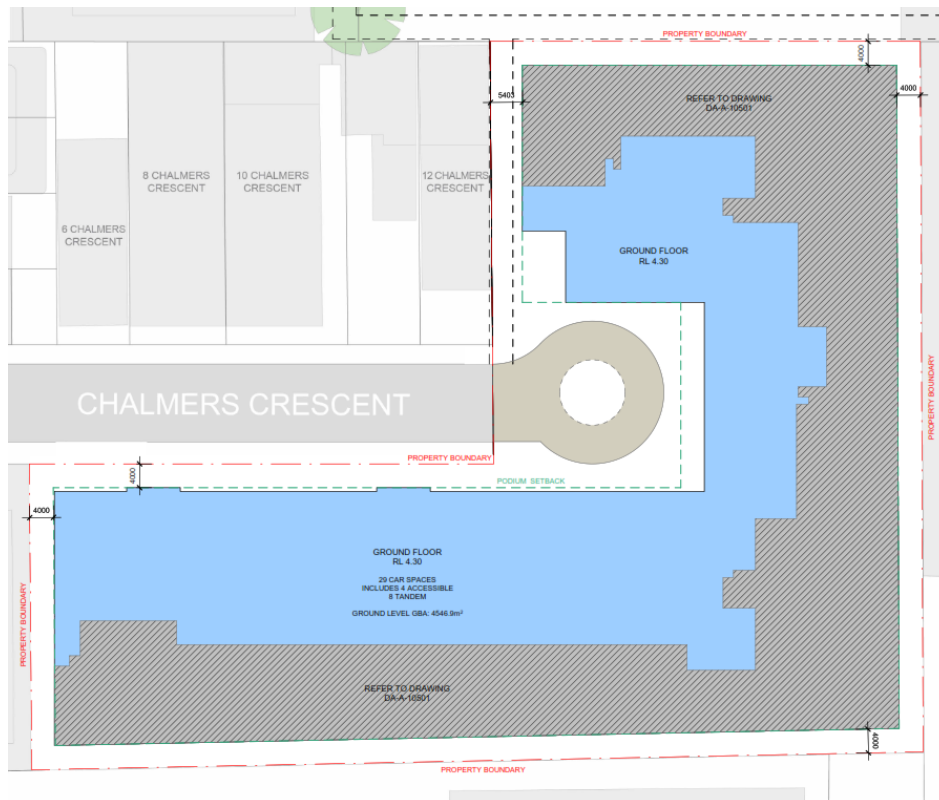 PROPERTY BOUNDARY
4000
5403
4000
REFER TO DRAWING
DA-A-10501
8 CHALMERS
CRESCENT
10 CHALMERS
CRESCENT
12 CHALMERS
CRESCENT
6 CHALMERS
CRESCENT
GROUND FLOOR
RL 4.30
CHALMERS CRESCENT
PROPERTY BOUNDARY
PROPERTY BOUNDARY
4000
PODIUM SETBACK
4000
GROUND FLOOR
RL 4.30
29 CAR SPACES
INCLUDES 4 ACCESSIBLE
8 TANDEM
GROUND LEVEL GBA: 4546.9m²
PROPERTY BOUNDARY
REFER TO DRAWING
DA-A-10501
4000
PROPERTY BOUNDARY